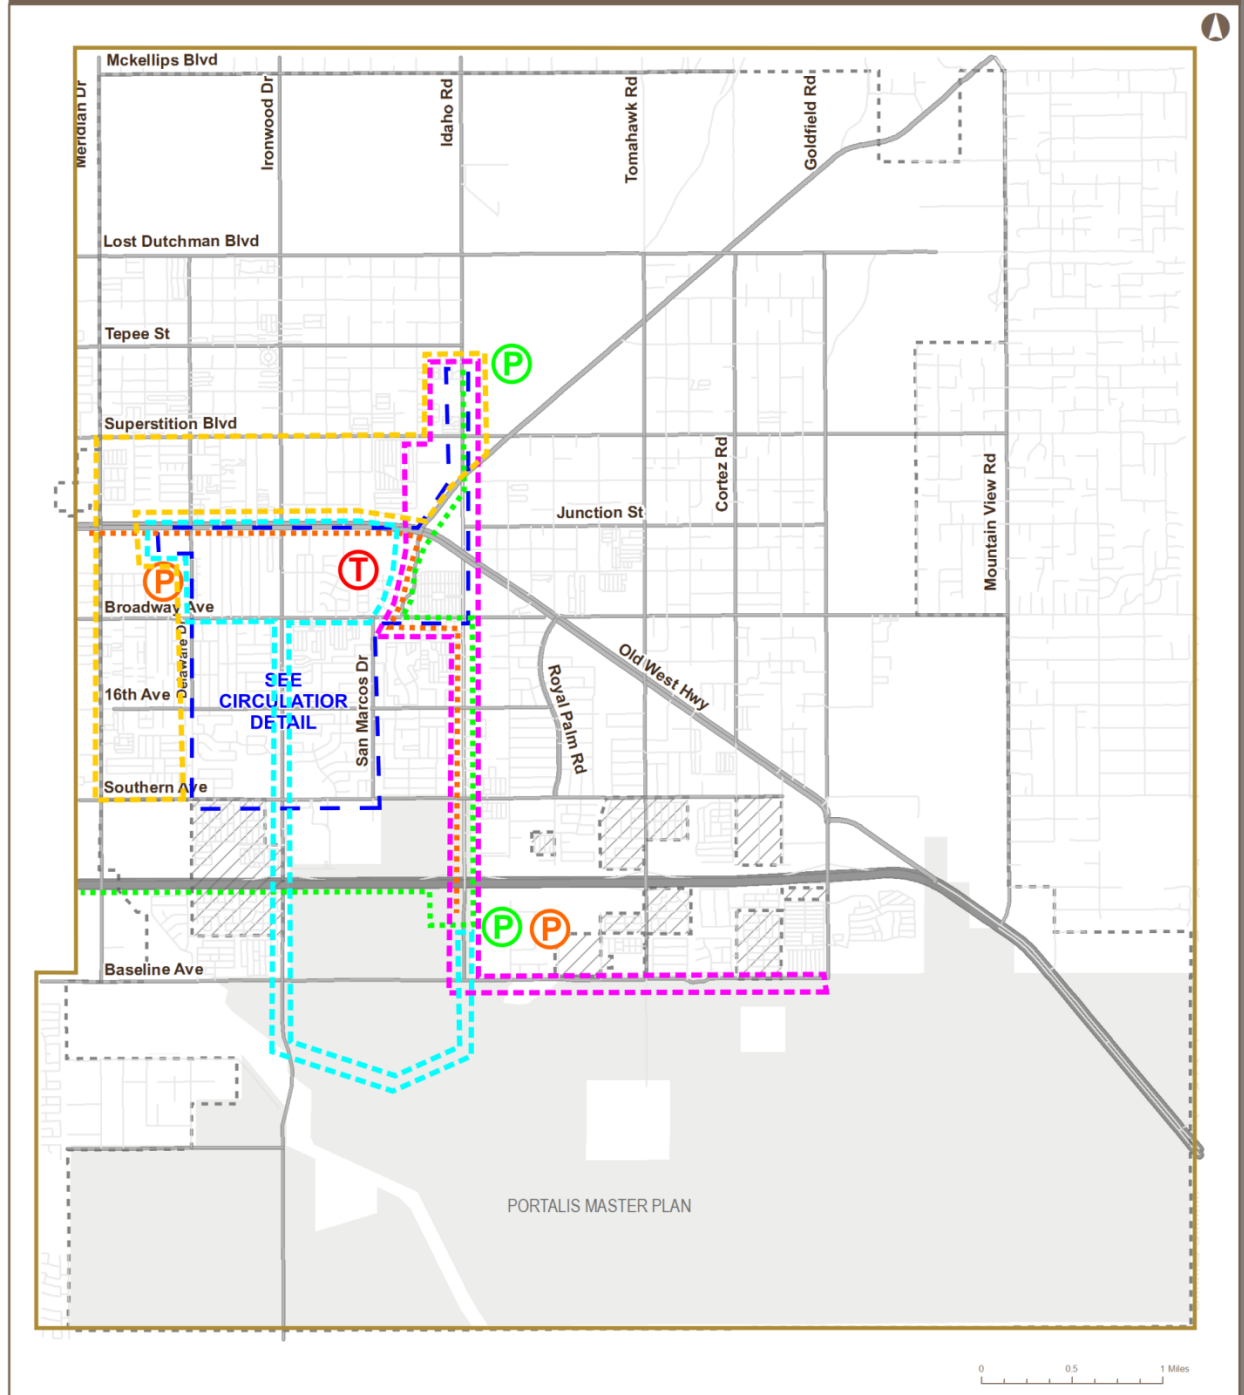 Mckellips Blvd
Meridian Dr
Ironwood Dr
Idaho Rd
Tomahawk Rd
Goldfield Rd
Lost Dutchman Blvd
Tepee St
P
Superstition Blvd
Cortez Rd
Mountain View Rd
Junction St
T
P
Broadway Ave
Delaware Dr
SEE
CIRCULATIOR
DETAIL
16th Ave
San Marcos Dr
Royal Palm Rd
Old West Hwy
Southern Ave
P
P
Baseline Ave
PORTALIS MASTER PLAN
0 0.5 1 Miles